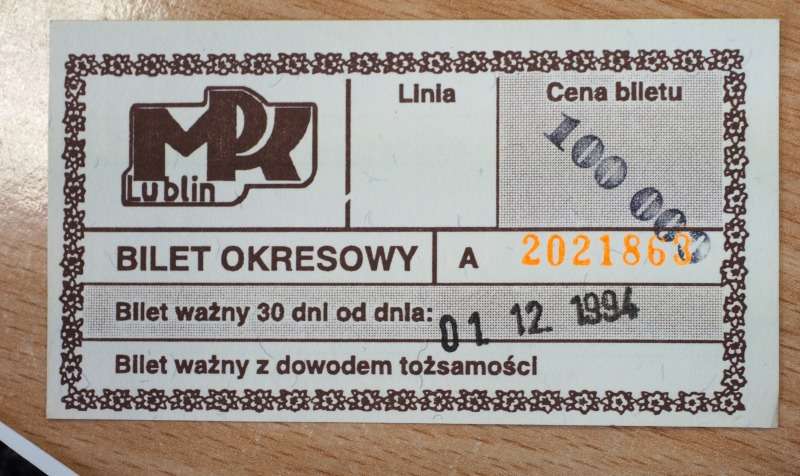 MPK
Lublin
Linia
Cena biletu
100 000
BILET OKRESOWY
A
2021863
Bilet ważny 30 dni od dnia:
01 12 1994
Bilet ważny z dowodem tożsamości